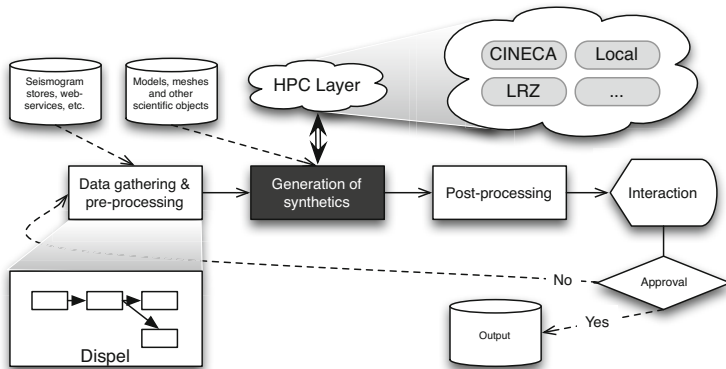 Seismogram
stores, web-
services, etc.
Models, meshes
and other
scientific objects
HPC Layer
CINECA
Local
LRZ
...
Data gathering &
pre-processing
Generation of
synthetics
Post-processing
Interaction
No
Approval
Yes
Output
Dispel